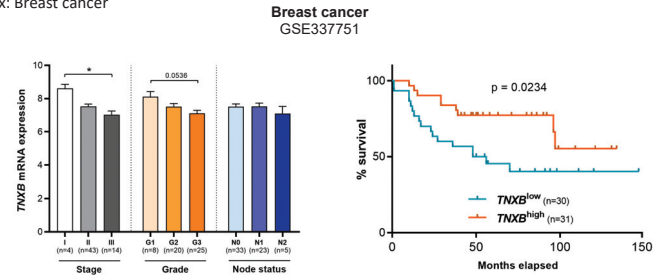 x: Breast cancer
Breast cancer
GSE337751
TNXB mRNA expression
10
8
6
4
2
0
*
0.0536
I
(n=4)
II
(n=43)
III
(n=14)
G1
(n=8)
G2
(n=20)
G3
(n=25)
N0
(n=33)
N1
(n=23)
N2
(n=5)
Stage
Grade
Node status
% survival
100
50
0
p = 0.0234
TNXBlow (n=30)
TNXBhigh (n=31)
0
50
100
150
Months elapsed